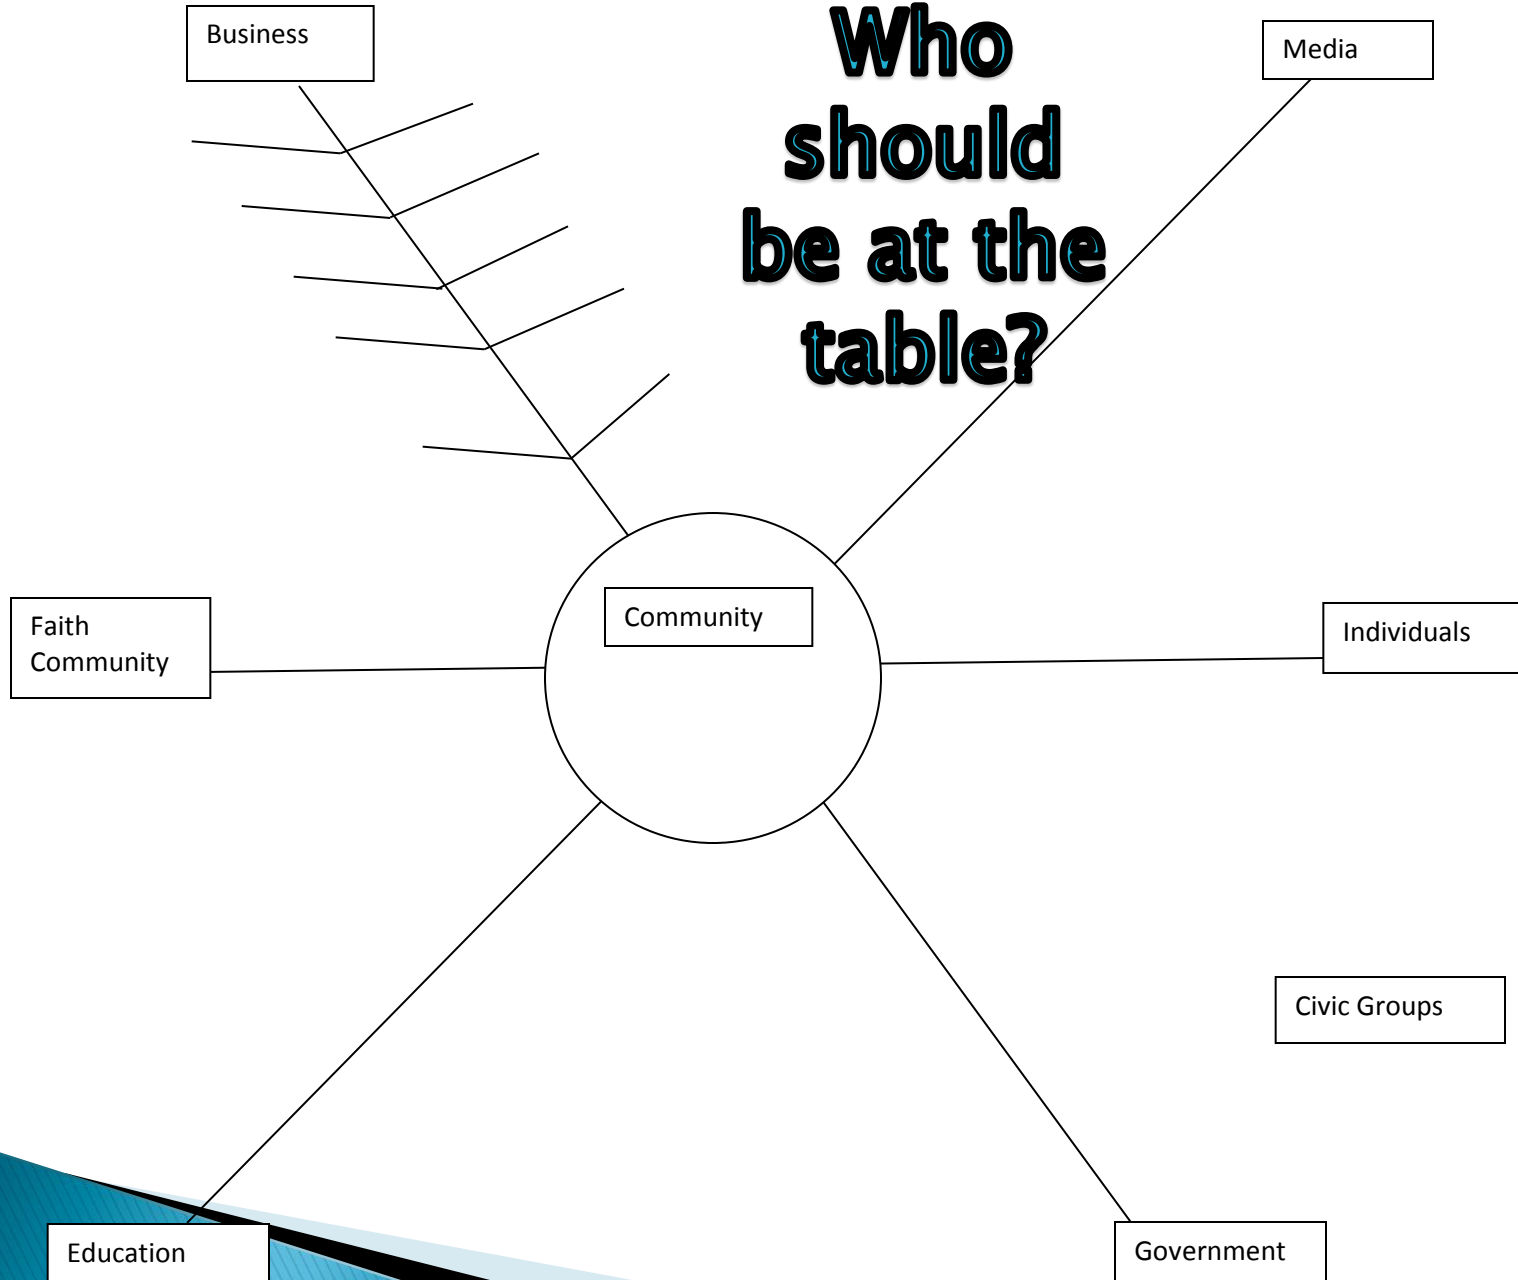 Business
Who
should
be at the
table?
Media
Faith
Community
Community
Individuals
Civic Groups
Education
Government